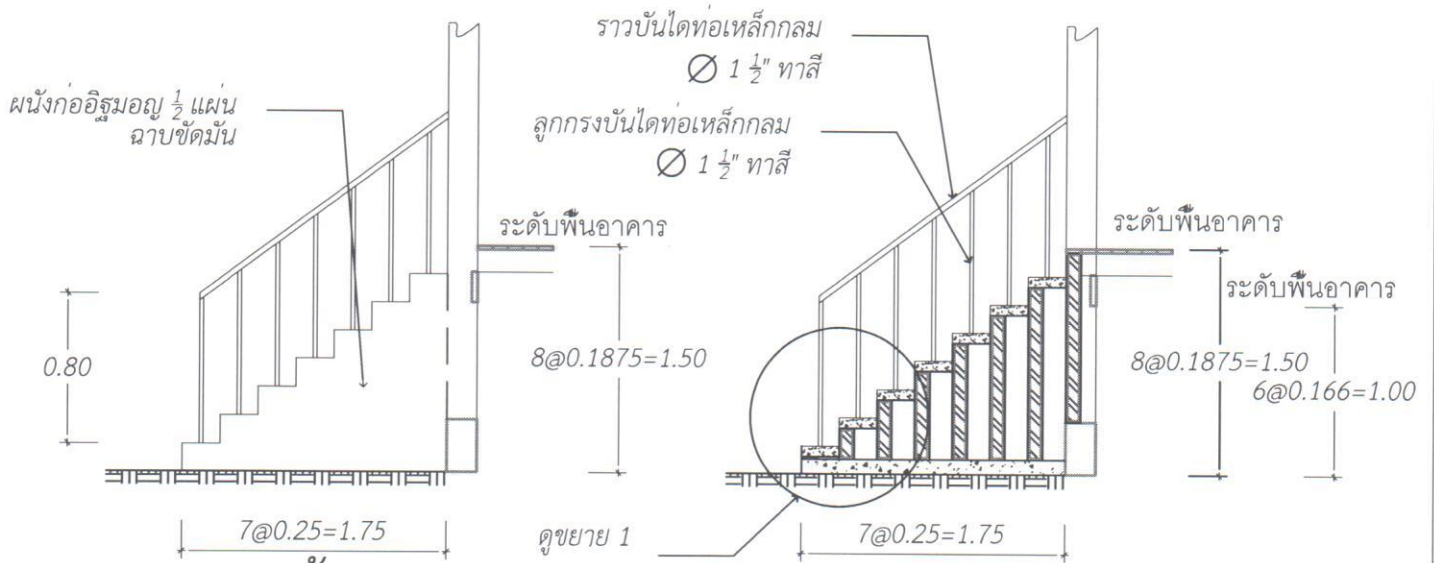 ผนังก่ออิฐมอญ 1/2 แผ่น
ฉาบขัดมัน
0.80
ระดับพื้นอาคาร
8@0.1875=1.50
7@0.25=1.75
ราวบันไดท่อเหล็กกลม
Ø 1 1/2" ทาสี
ลูกกรงบันไดท่อเหล็กกลม
Ø 1 1/2" ทาสี
ระดับพื้นอาคาร
ระดับพื้นอาคาร
8@0.1875=1.50
6@0.166=1.00
ดูขยาย 1
7@0.25=1.75